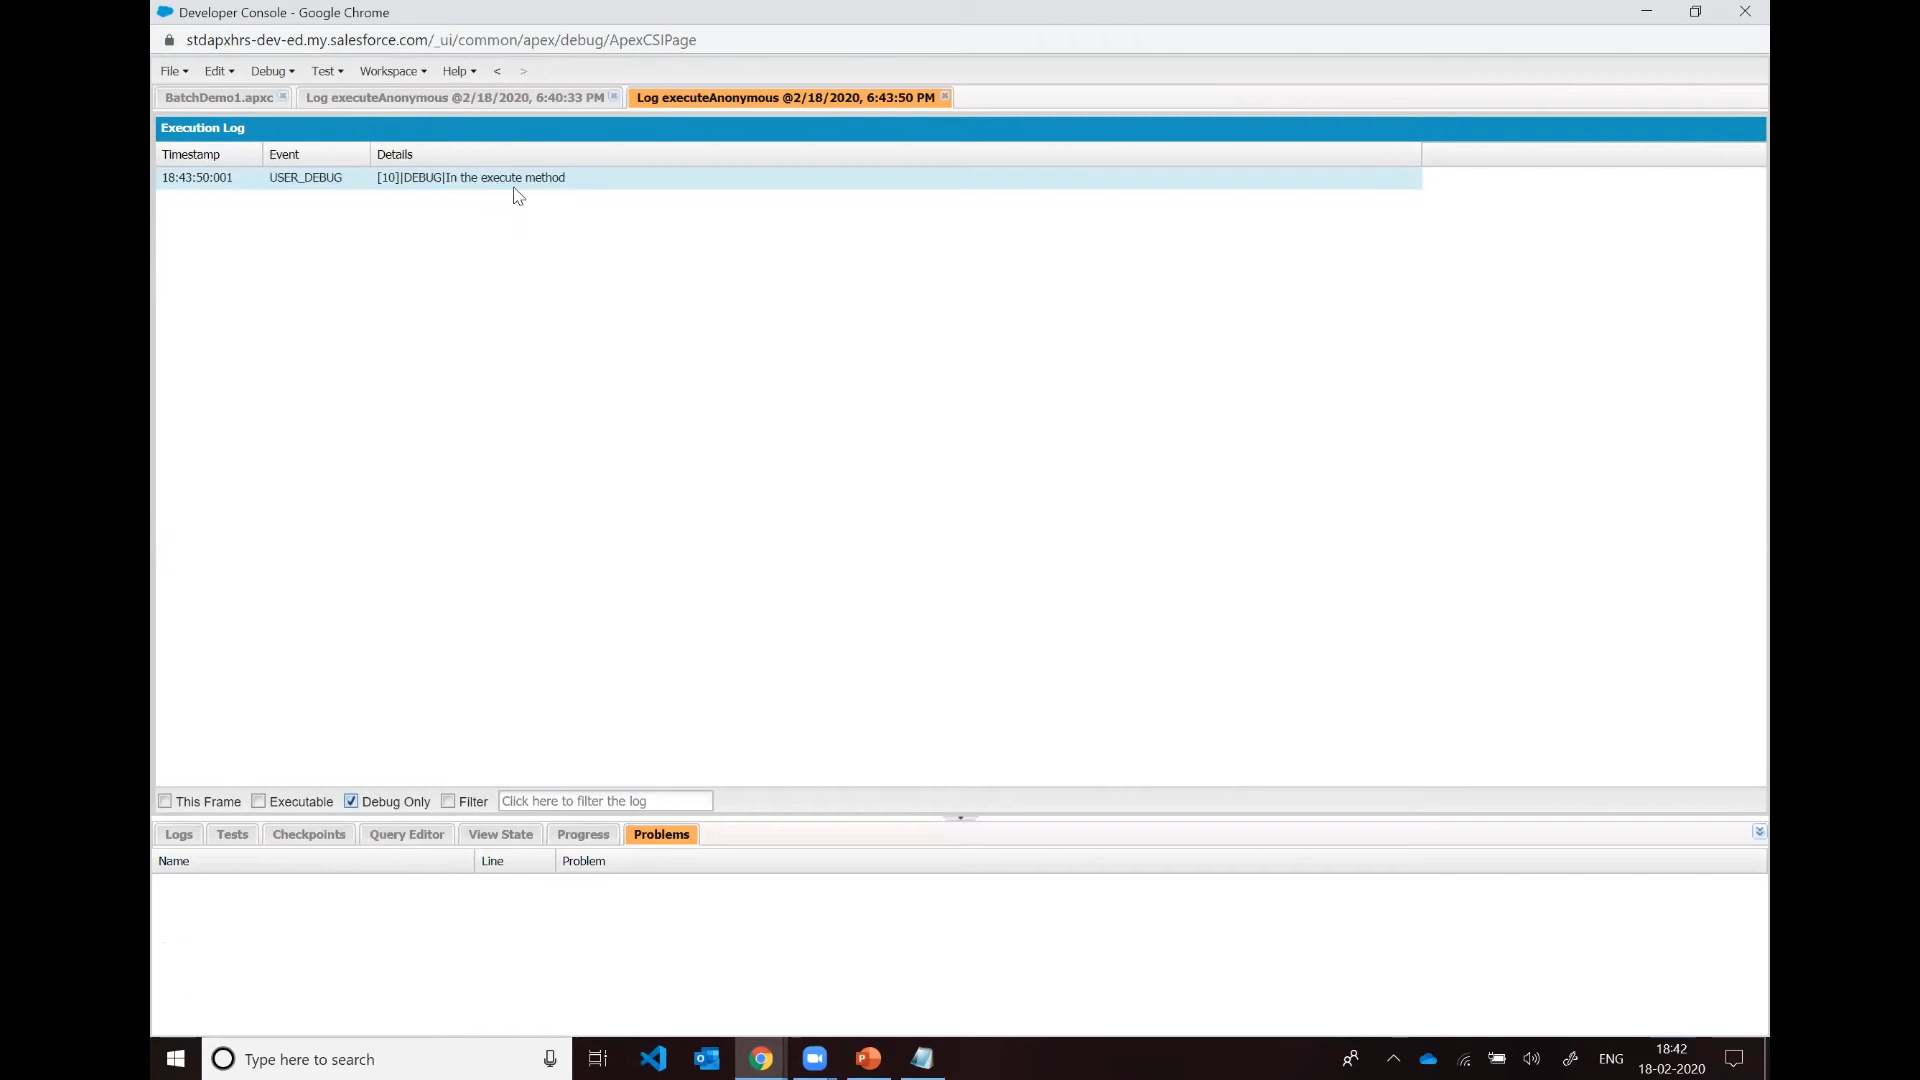 Developer Console - Google Chrome
stdapxhrs-dev-ed.my.salesforce.com/_ui/common/apex/debug/ApexCSIPage
File Edit Debug Test Workspace Help < >
BatchDemo1.apxc Log executeAnonymous @2/18/2020, 6:40:33 PM Log executeAnonymous @2/18/2020, 6:43:50 PM
Execution Log
Timestamp Event Details
18:43:50:001 USER_DEBUG [10]|DEBUG|In the execute method
This Frame Executable Debug Only Filter Click here to filter the log
Logs Tests Checkpoints Query Editor View State Progress Problems
Name Line Problem
Type here to search
ENG
18:42
18-02-2020